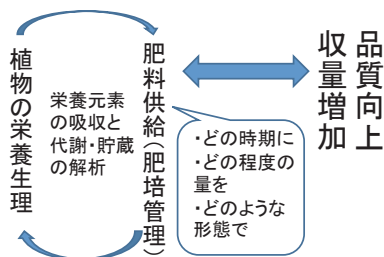 植物の栄養生理
栄養元素
の吸収と
代謝・貯蔵
の解析
肥料供給(肥培管理)
・どの時期に
・どの程度の
量を
・どのような
形態で
品質向上
収量増加